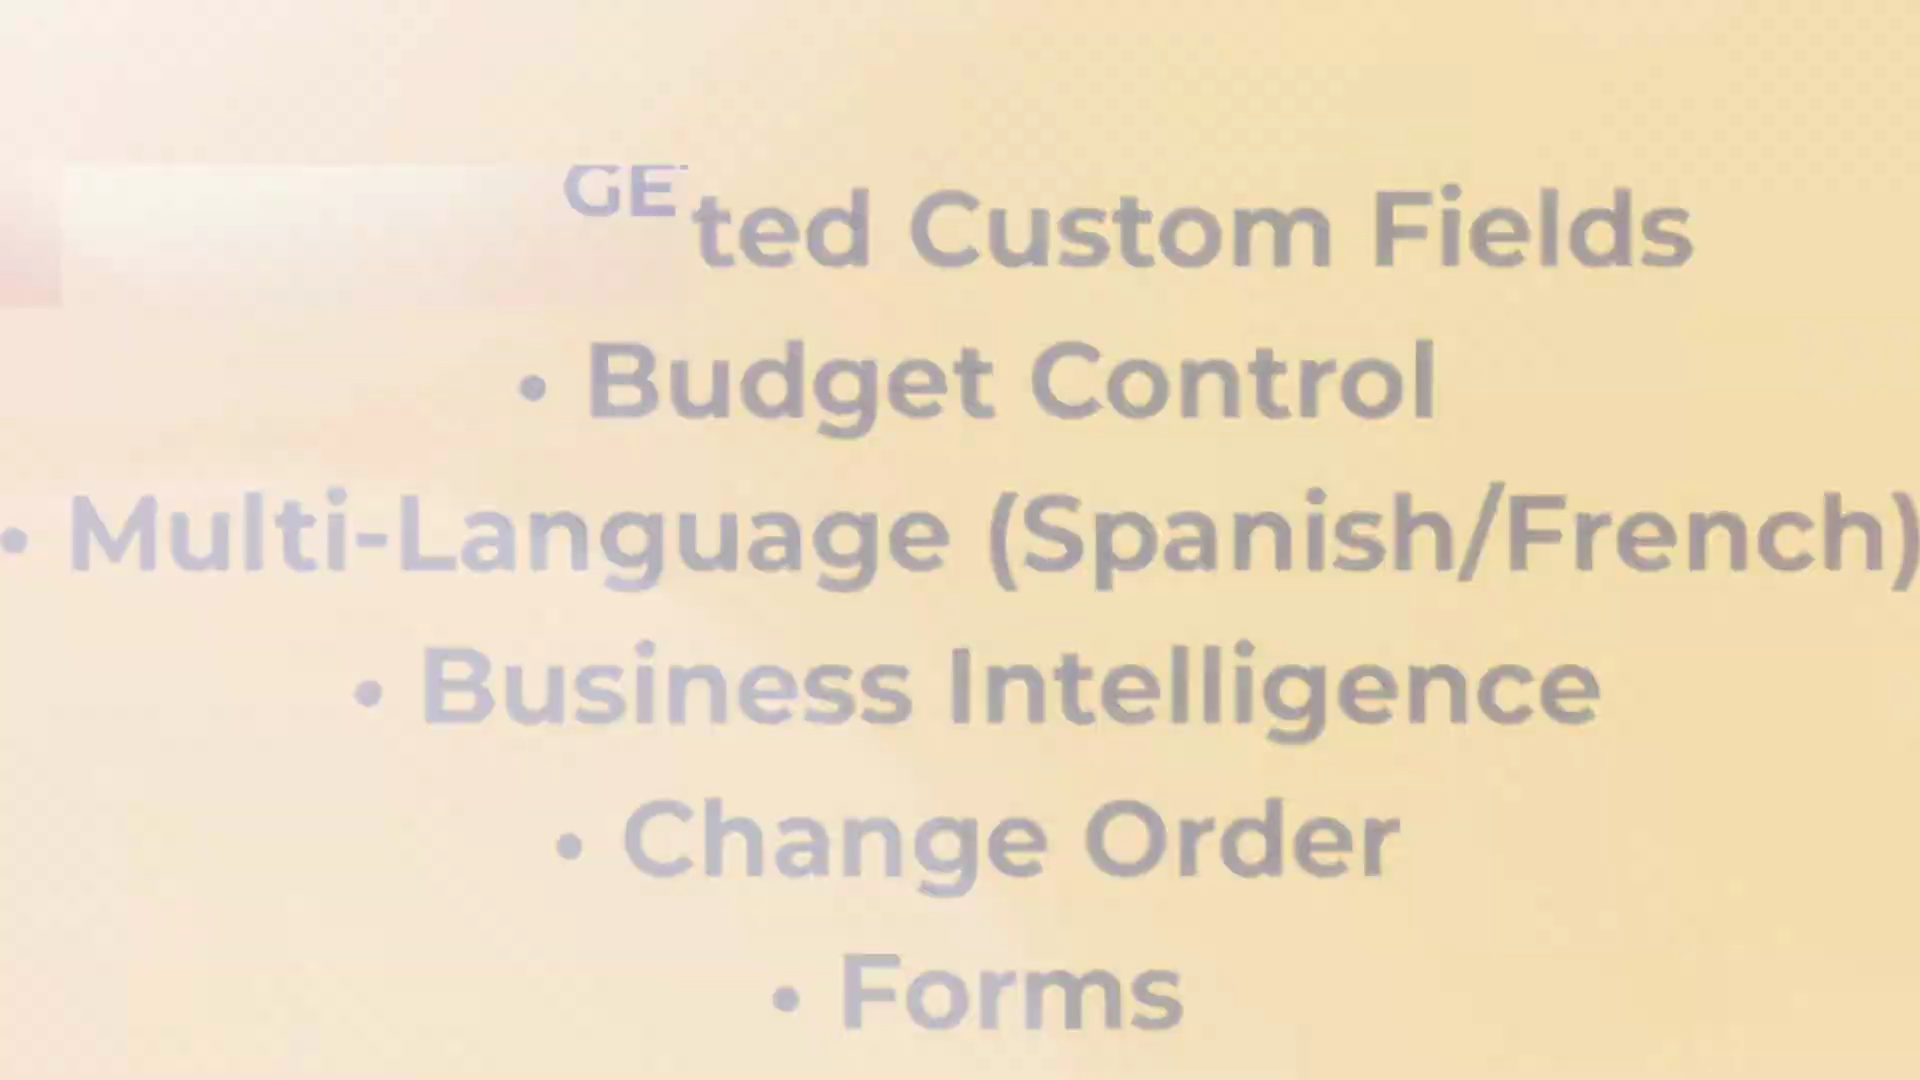 GE
ted Custom Fields
• Budget Control
• Multi-Language (Spanish/French)
• Business Intelligence
• Change Order
• Forms